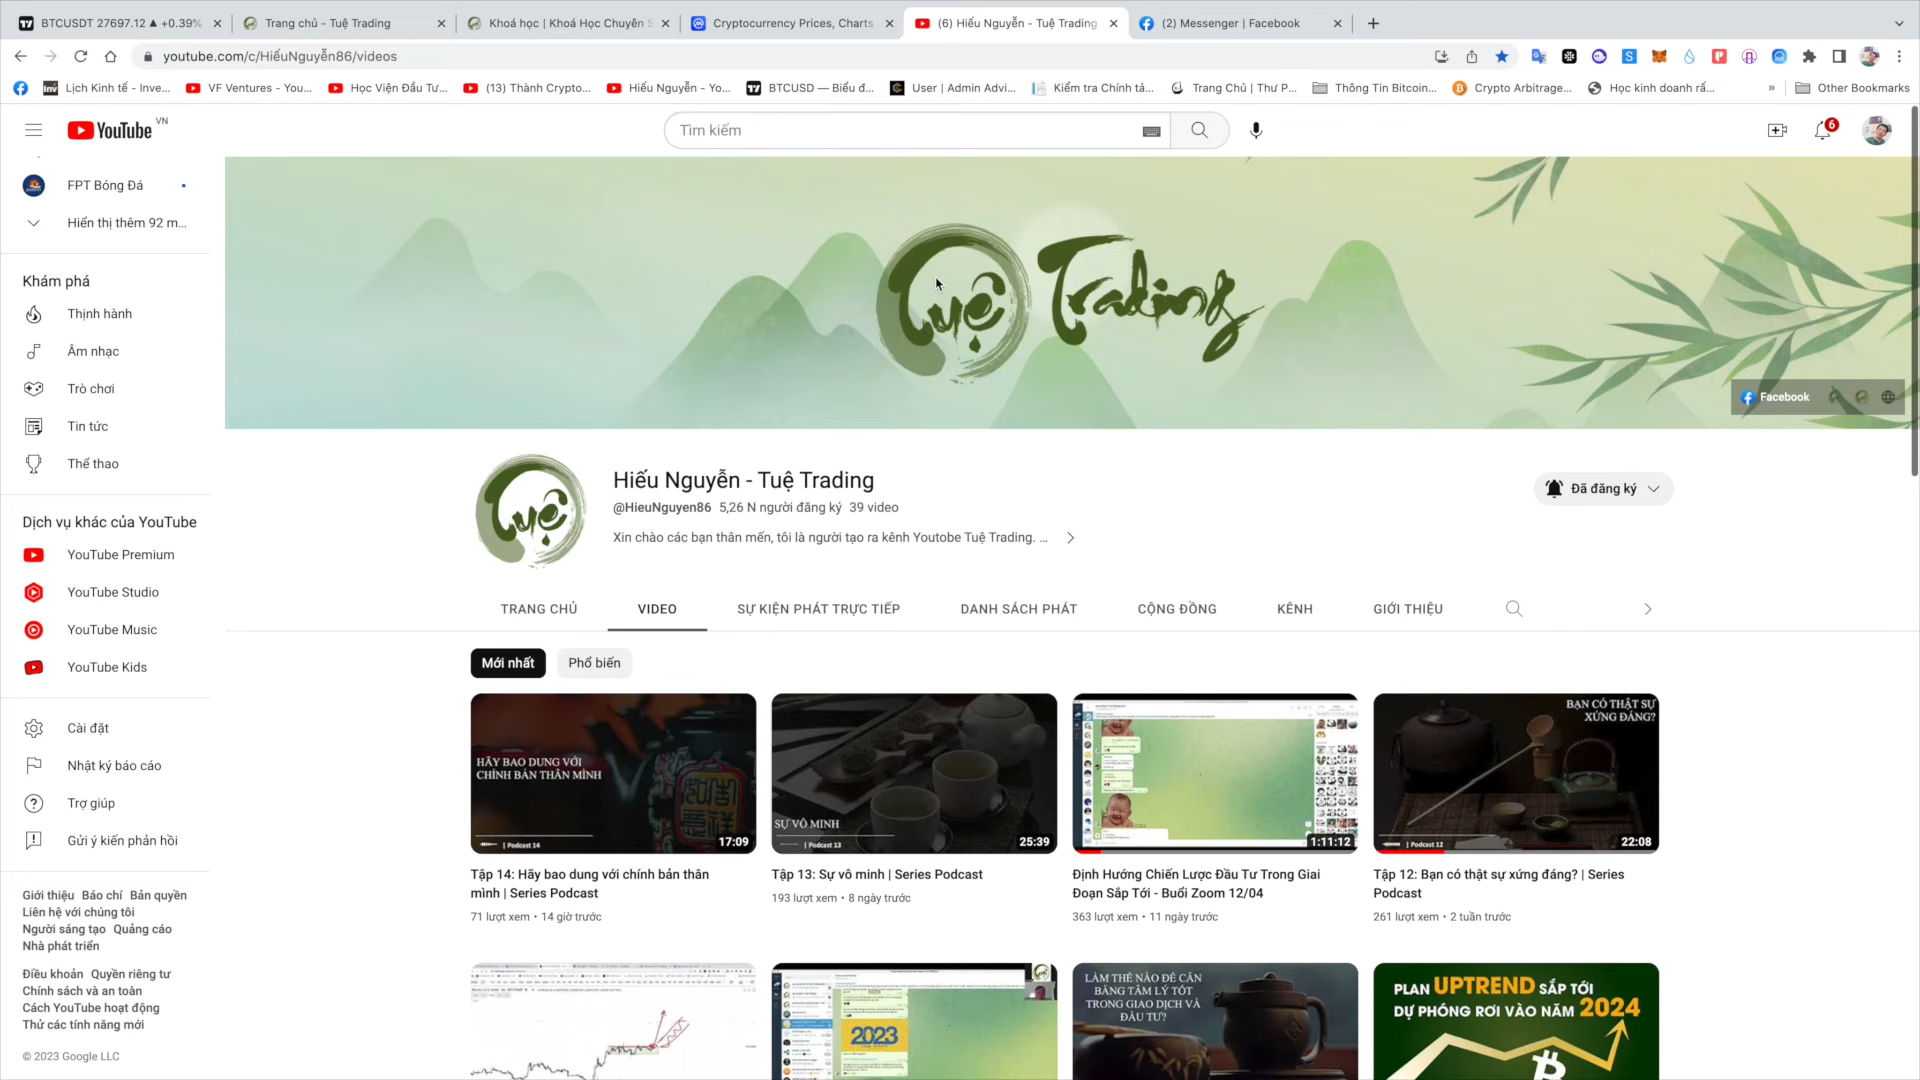 BTCUSDT 27697.12 ▲ +0.39%
Trang chủ - Tuệ Trading
Khoá học | Khoá Học Chuyên S
Cryptocurrency Prices, Charts
(6) Hiếu Nguyễn - Tuệ Trading
(2) Messenger | Facebook
youtube.com/c/HiếuNguyễn86/videos
Lịch Kinh tế - Inve...
VF Ventures - You...
Học Viện Đầu Tư...
(13) Thành Crypto...
Hiếu Nguyễn - Yo...
BTCUSD — Biểu đ...
User | Admin Advi...
Kiểm tra Chính tả...
Trang Chủ | Thư P...
Thông Tin Bitcoin...
Crypto Arbitrage...
Học kinh doanh rấ...
»
Other Bookmarks
YouTube VN
Tìm kiếm
6
FPT Bóng Đá
Hiển thị thêm 92 m...
Khám phá
Thịnh hành
Âm nhạc
Trò chơi
Tin tức
Thể thao
Dịch vụ khác của YouTube
YouTube Premium
YouTube Studio
YouTube Music
YouTube Kids
Cài đặt
Nhật ký báo cáo
Trợ giúp
Gửi ý kiến phản hồi
Giới thiệu Báo chí Bản quyền
Liên hệ với chúng tôi
Người sáng tạo Quảng cáo
Nhà phát triển
Điều khoản Quyền riêng tư
Chính sách và an toàn
Cách YouTube hoạt động
Thử các tính năng mới
© 2023 Google LLC
Tuệ Trading
Facebook
Tuệ
Hiếu Nguyễn - Tuệ Trading
@HieuNguyen86 5,26 N người đăng ký 39 video
Xin chào các bạn thân mến, tôi là người tạo ra kênh Youtobe Tuệ Trading. ...
Đã đăng ký
TRANG CHỦ
VIDEO
SỰ KIỆN PHÁT TRỰC TIẾP
DANH SÁCH PHÁT
CỘNG ĐỒNG
KÊNH
GIỚI THIỆU
Mới nhất
Phổ biến
HÃY BAO DUNG VỚI
CHÍNH BẢN THÂN MÌNH
| Podcast 14
17:09
Tập 14: Hãy bao dung với chính bản thân
mình | Series Podcast
71 lượt xem • 14 giờ trước
SỰ VÔ MINH
| Podcast 13
25:39
Tập 13: Sự vô minh | Series Podcast
193 lượt xem • 8 ngày trước
1:11:12
Định Hướng Chiến Lược Đầu Tư Trong Giai
Đoạn Sắp Tới - Buổi Zoom 12/04
363 lượt xem • 11 ngày trước
BẠN CÓ THẬT SỰ
XỨNG ĐÁNG?
| Podcast 12
22:08
Tập 12: Bạn có thật sự xứng đáng? | Series
Podcast
261 lượt xem • 2 tuần trước
2023
LÀM THẾ NÀO ĐỂ CÂN
BẰNG TÂM LÝ TỐT
TRONG GIAO DỊCH VÀ
ĐẦU TƯ?
PLAN UPTREND SẮP TỚI
DỰ PHÓNG RƠI VÀO NĂM 2024